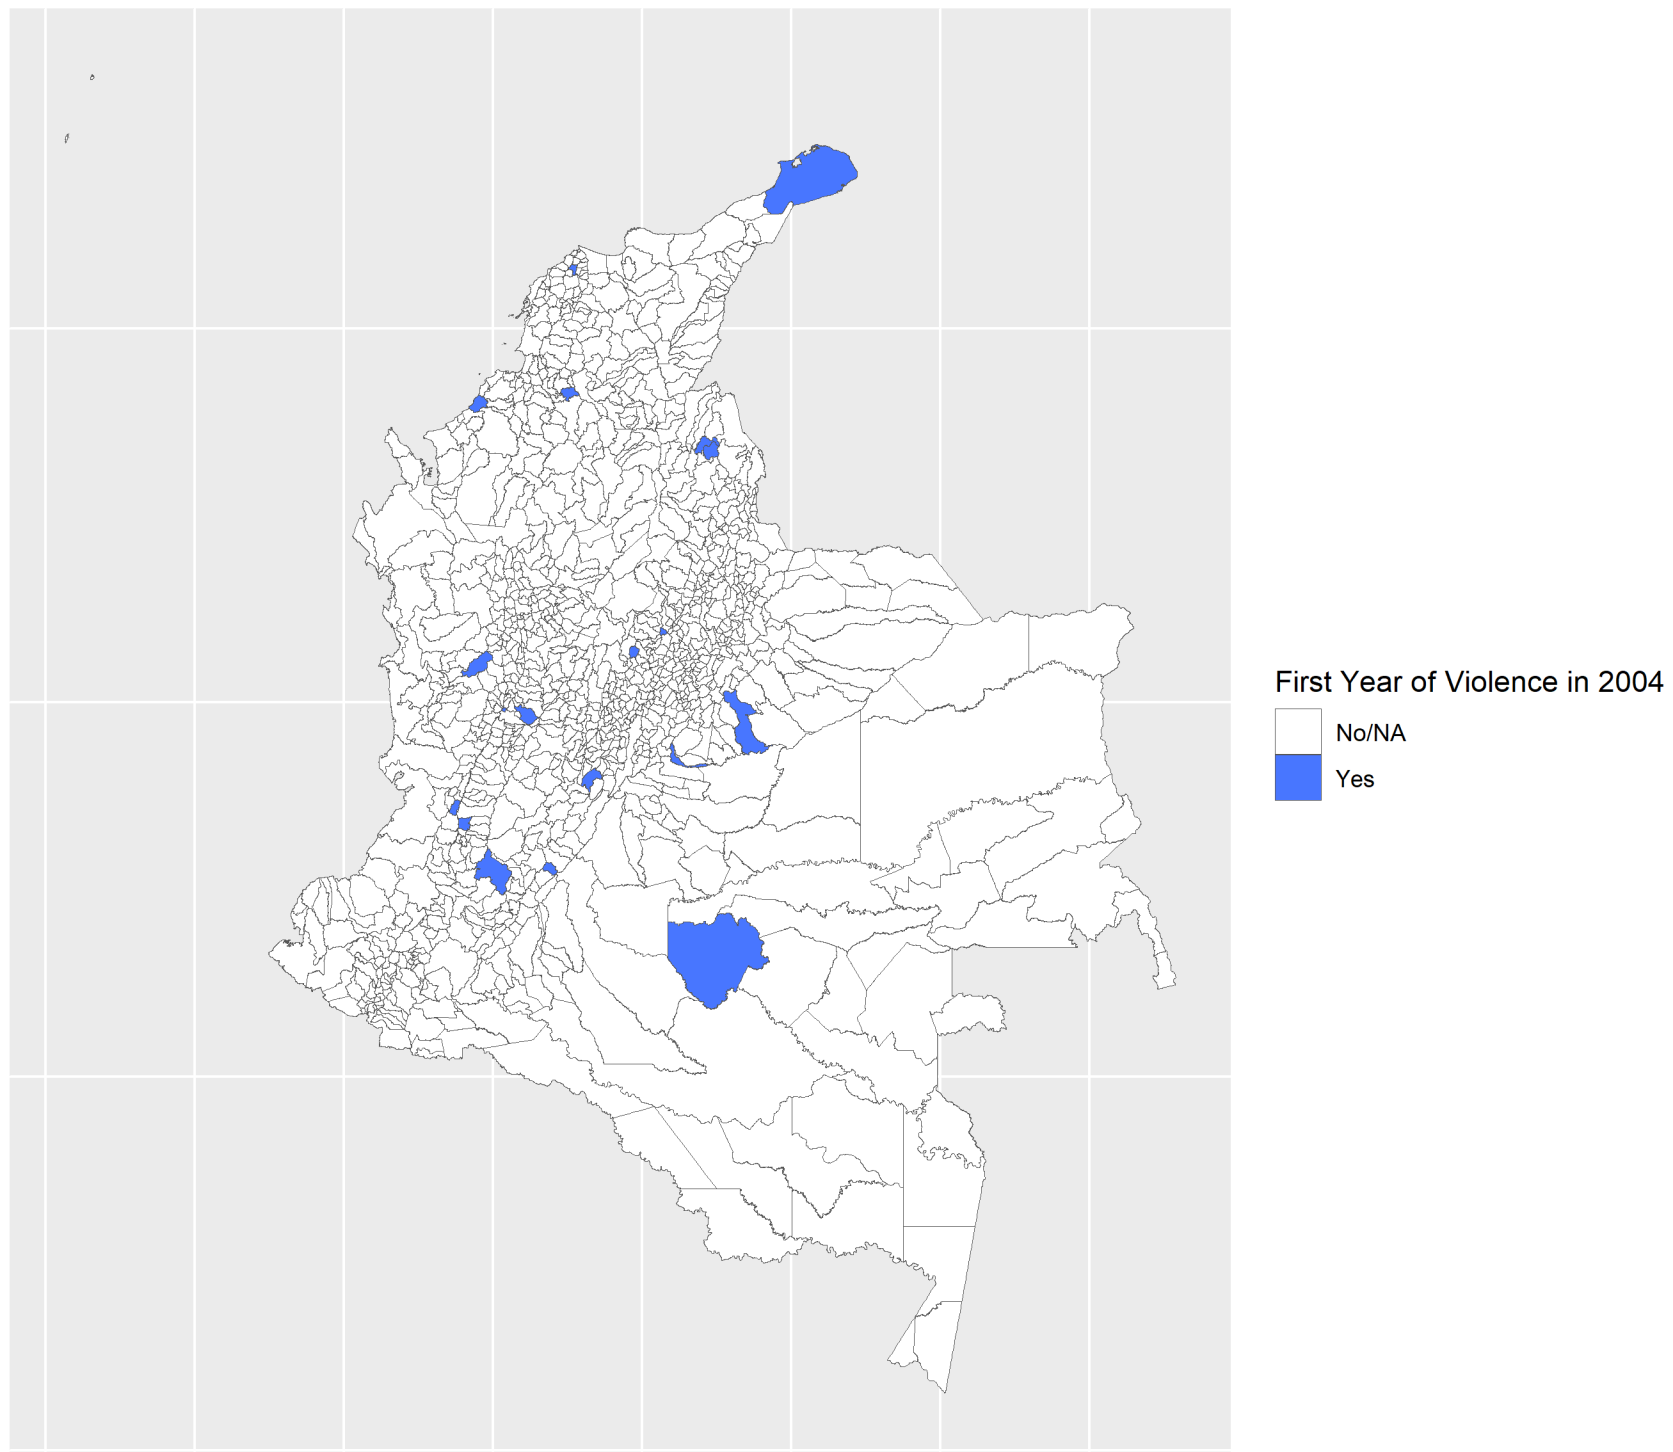 First Year of Violence in 2004
No/NA
Yes